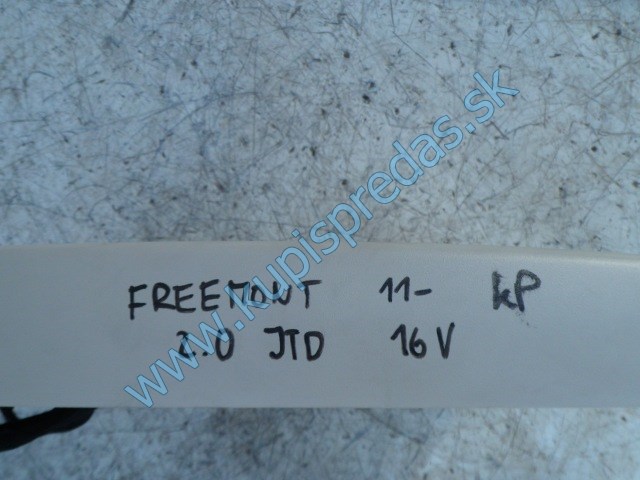 FREEMONT 11- kP
2.0 JTD 16V
www.kupispredas.sk